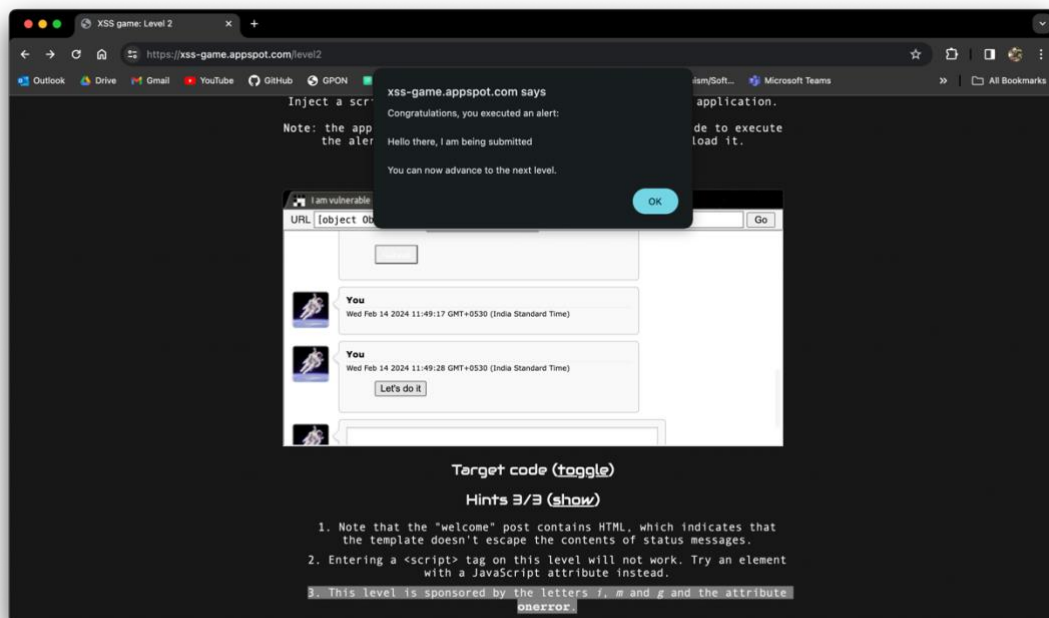 XSS game: Level 2
https://xss-game.appspot.com/level2
Outlook Drive Gmail YouTube GitHub GPON ism/Soft... Microsoft Teams » All Bookmarks
xss-game.appspot.com says
Congratulations, you executed an alert:
Hello there, I am being submitted
You can now advance to the next level.
OK
Inject a scr application.
Note: the app de to execute
the aler load it.
I am vulnerable
URL [object Ob Go
You
Wed Feb 14 2024 11:49:17 GMT+0530 (India Standard Time)
You
Wed Feb 14 2024 11:49:28 GMT+0530 (India Standard Time)
Let's do it
Target code (toggle)
Hints 3/3 (show)
1. Note that the "welcome" post contains HTML, which indicates that
the template doesn't escape the contents of status messages.
2. Entering a <script> tag on this level will not work. Try an element
with a JavaScript attribute instead.
3. This level is sponsored by the letters i, m and g and the attribute
onerror.